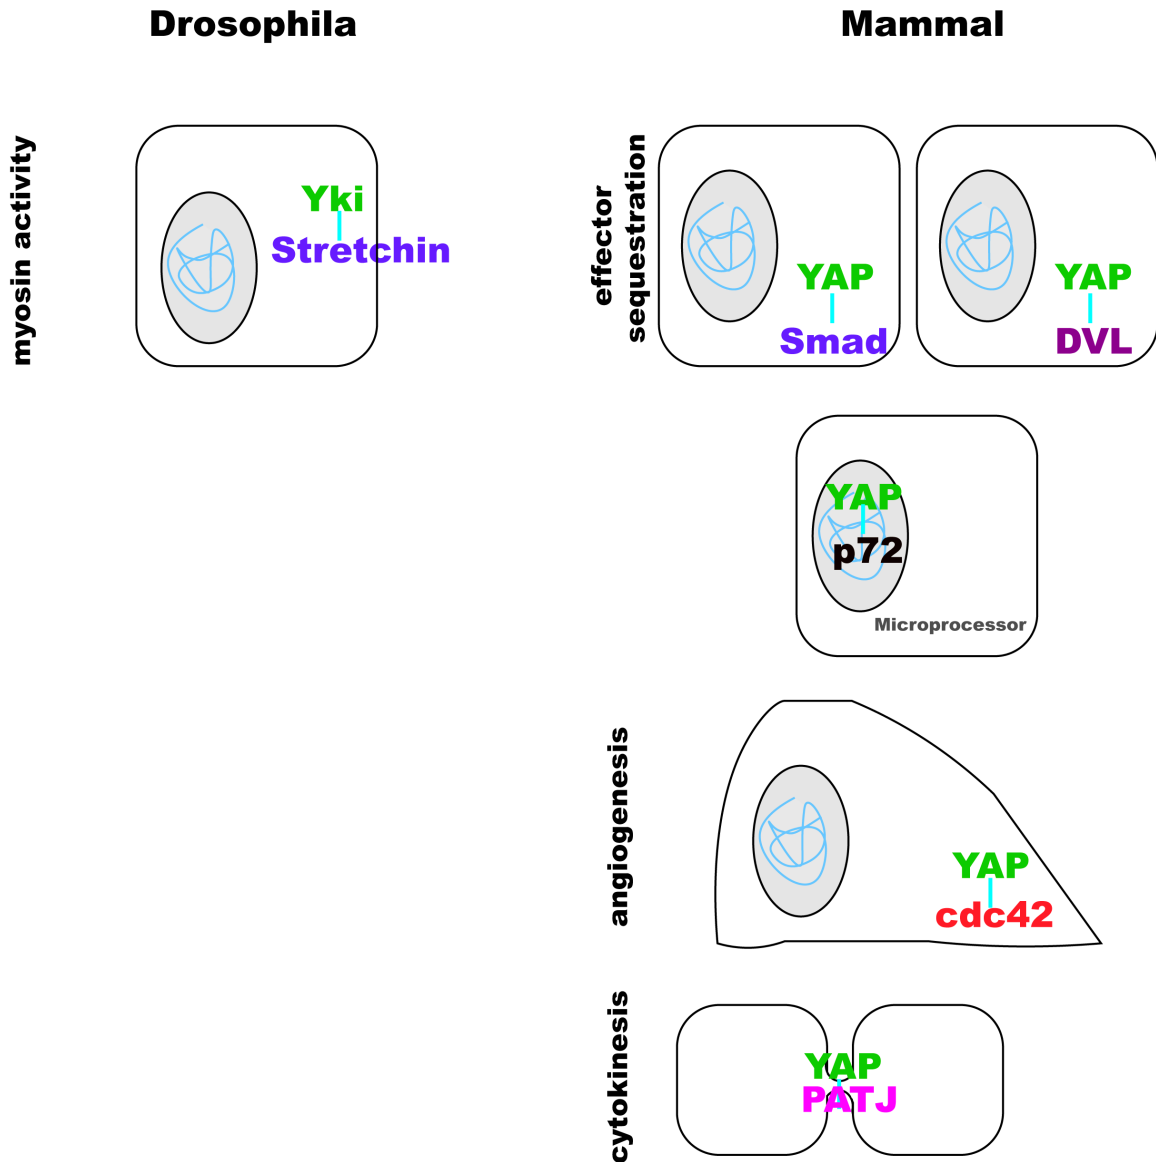 Drosophila
Mammal
myosin activity
Yki
Stretchin
effector
sequestration
YAP
Smad
YAP
DVL
YAP
p72
Microprocessor
angiogenesis
YAP
cdc42
cytokinesis
YAP
PATJ